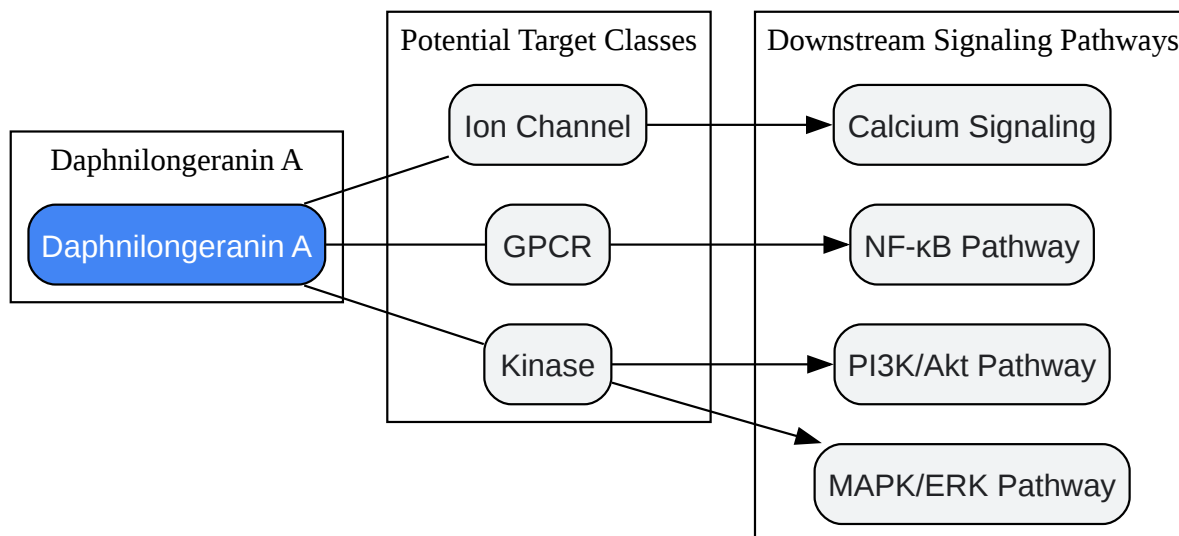 Daphnilongeranin A
Daphnilongeranin A
Potential Target Classes
Ion Channel
GPCR
Kinase
Downstream Signaling Pathways
Calcium Signaling
NF-κB Pathway
PI3K/Akt Pathway
MAPK/ERK Pathway